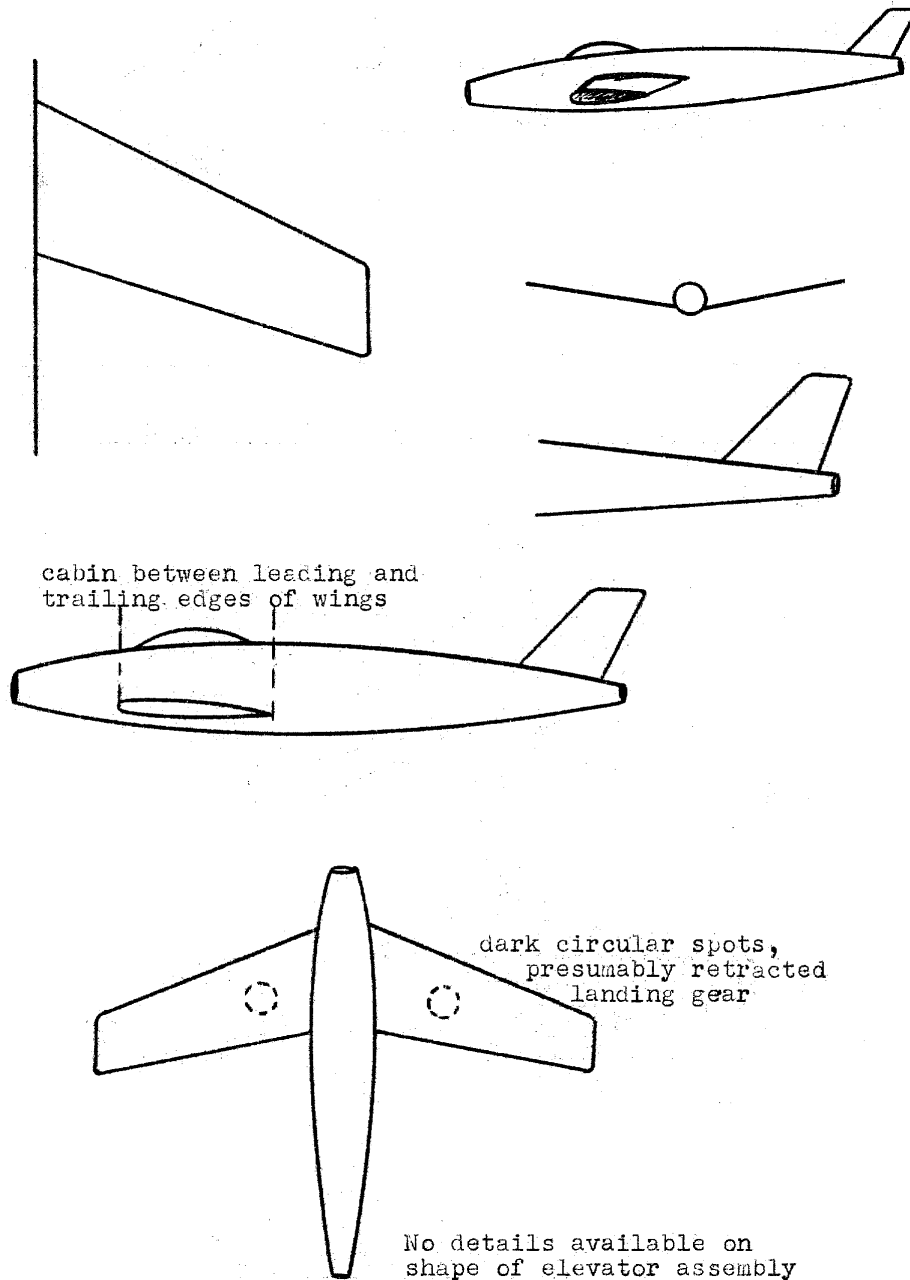 cabin between leading and
trailing edges of wings
dark circular spots,
presumably retracted
landing gear
No details available on
shape of elevator assembly